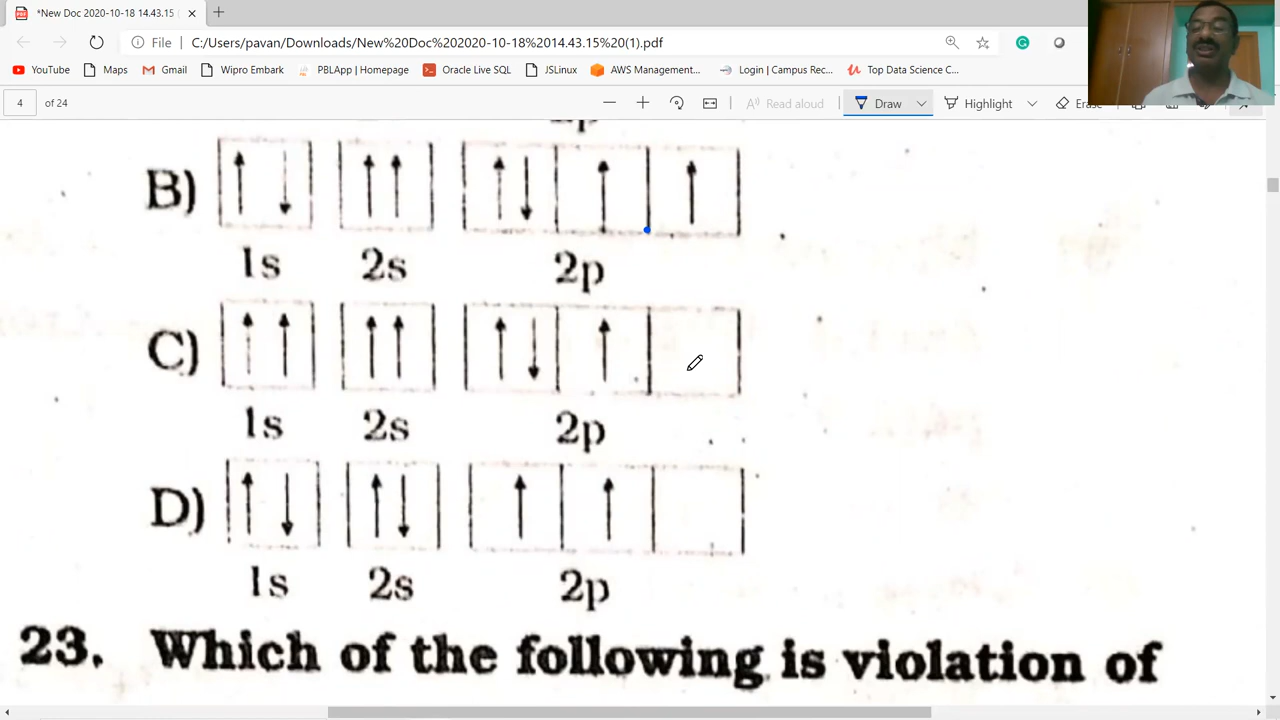 *New Doc 2020-10-18 14.43.15 (
File
C:/Users/pavan/Downloads/New%20Doc%202020-10-18%2014.43.15%20(1).pdf
YouTube Maps Gmail Wipro Embark PBLApp | Homepage Oracle Live SQL JSLinux AWS Management... Login | Campus Rec... Top Data Science C...
4 of 24 Read aloud Draw Highlight
B)
1s 2s 2p
C)
1s 2s 2p
D)
1s 2s 2p
23. Which of the following is violation of